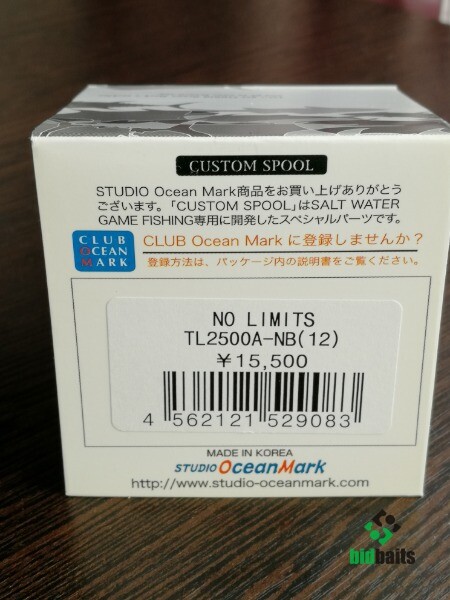 CUSTOM SPOOL
STUDIO Ocean Mark商品をお買い上げありがとう
ございます。「CUSTOM SPOOL」はSALT WATER
GAME FISHING専用に開発したスペシャルパーツです。
CLUB
OCEAN
MARK
CLUB Ocean Mark に登録しませんか？
登録方法は、パッケージ内の説明書をご覧ください。
NO LIMITS
TL2500A-NB(12)
￥15,500
4 562121 529083
MADE IN KOREA
STUDIO OceanMark
http://www.studio-oceanmark.com
bidbaits